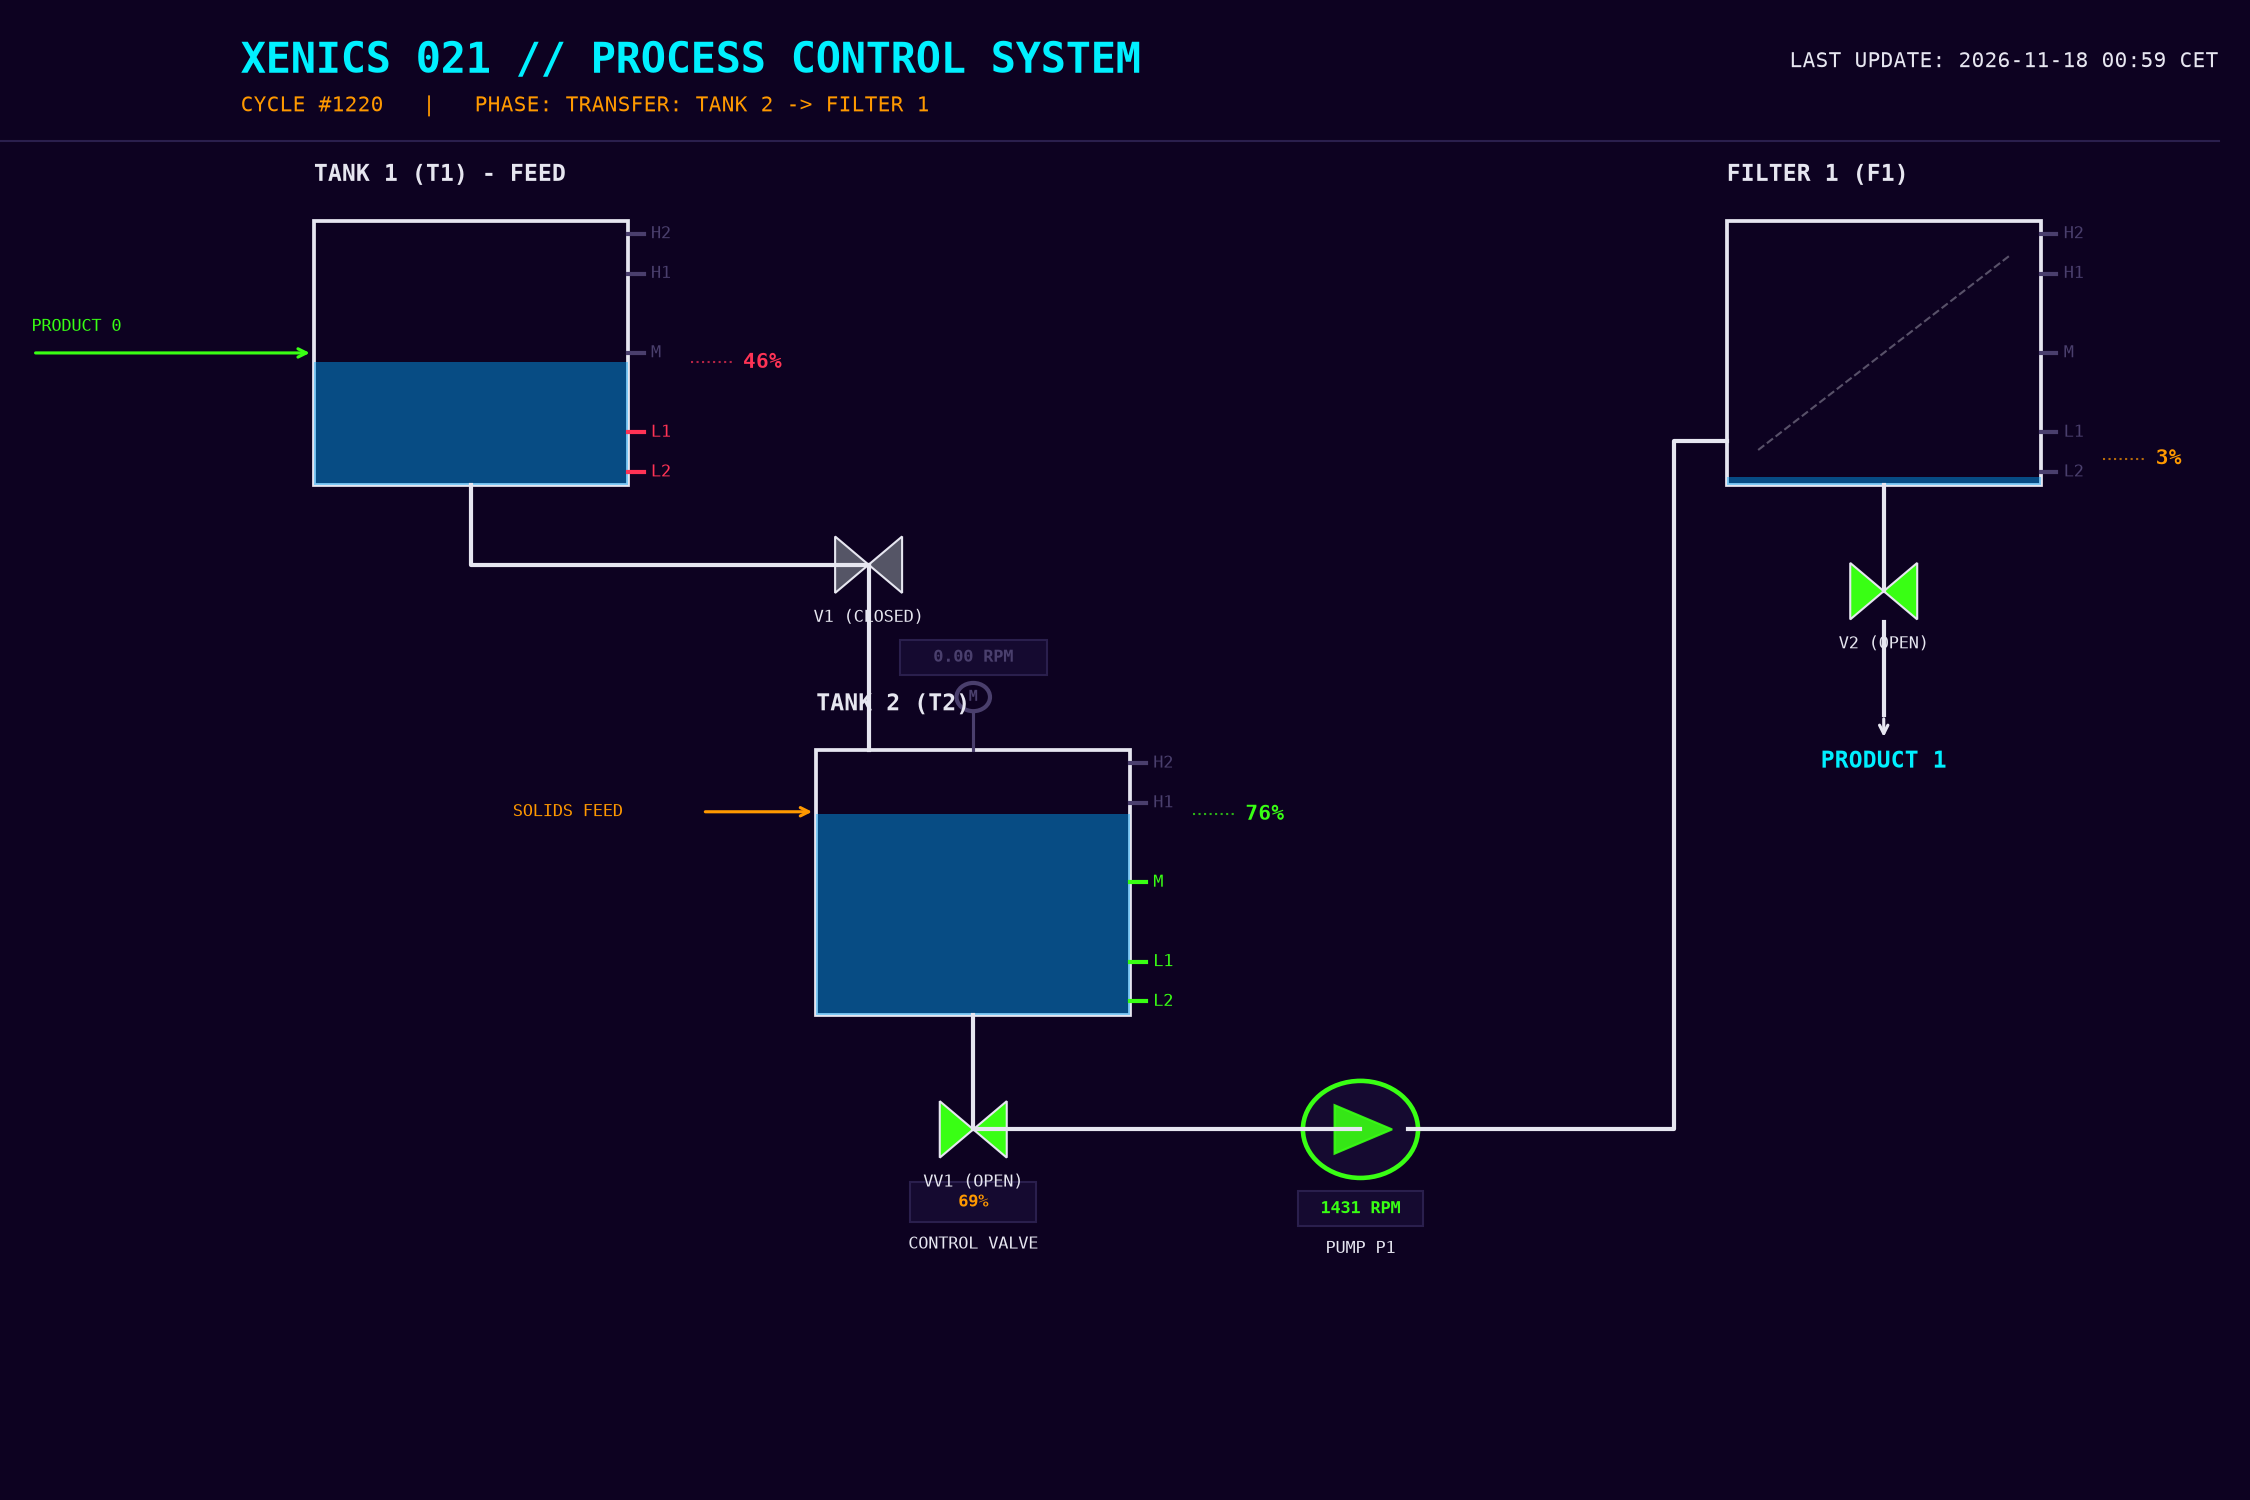 XENICS 021 // PROCESS CONTROL SYSTEM
LAST UPDATE: 2026-11-18 00:59 CET
CYCLE #1220 | PHASE: TRANSFER: TANK 2 -> FILTER 1
TANK 1 (T1) - FEED
FILTER 1 (F1)
H2
H1
M
L1
L2
46%
PRODUCT 0
H2
H1
M
L1
L2
3%
V1 (CLOSED)
0.00 RPM
M
TANK 2 (T2)
V2 (OPEN)
PRODUCT 1
SOLIDS FEED
H2
H1
76%
M
L1
L2
VV1 (OPEN)
69%
CONTROL VALVE
1431 RPM
PUMP P1